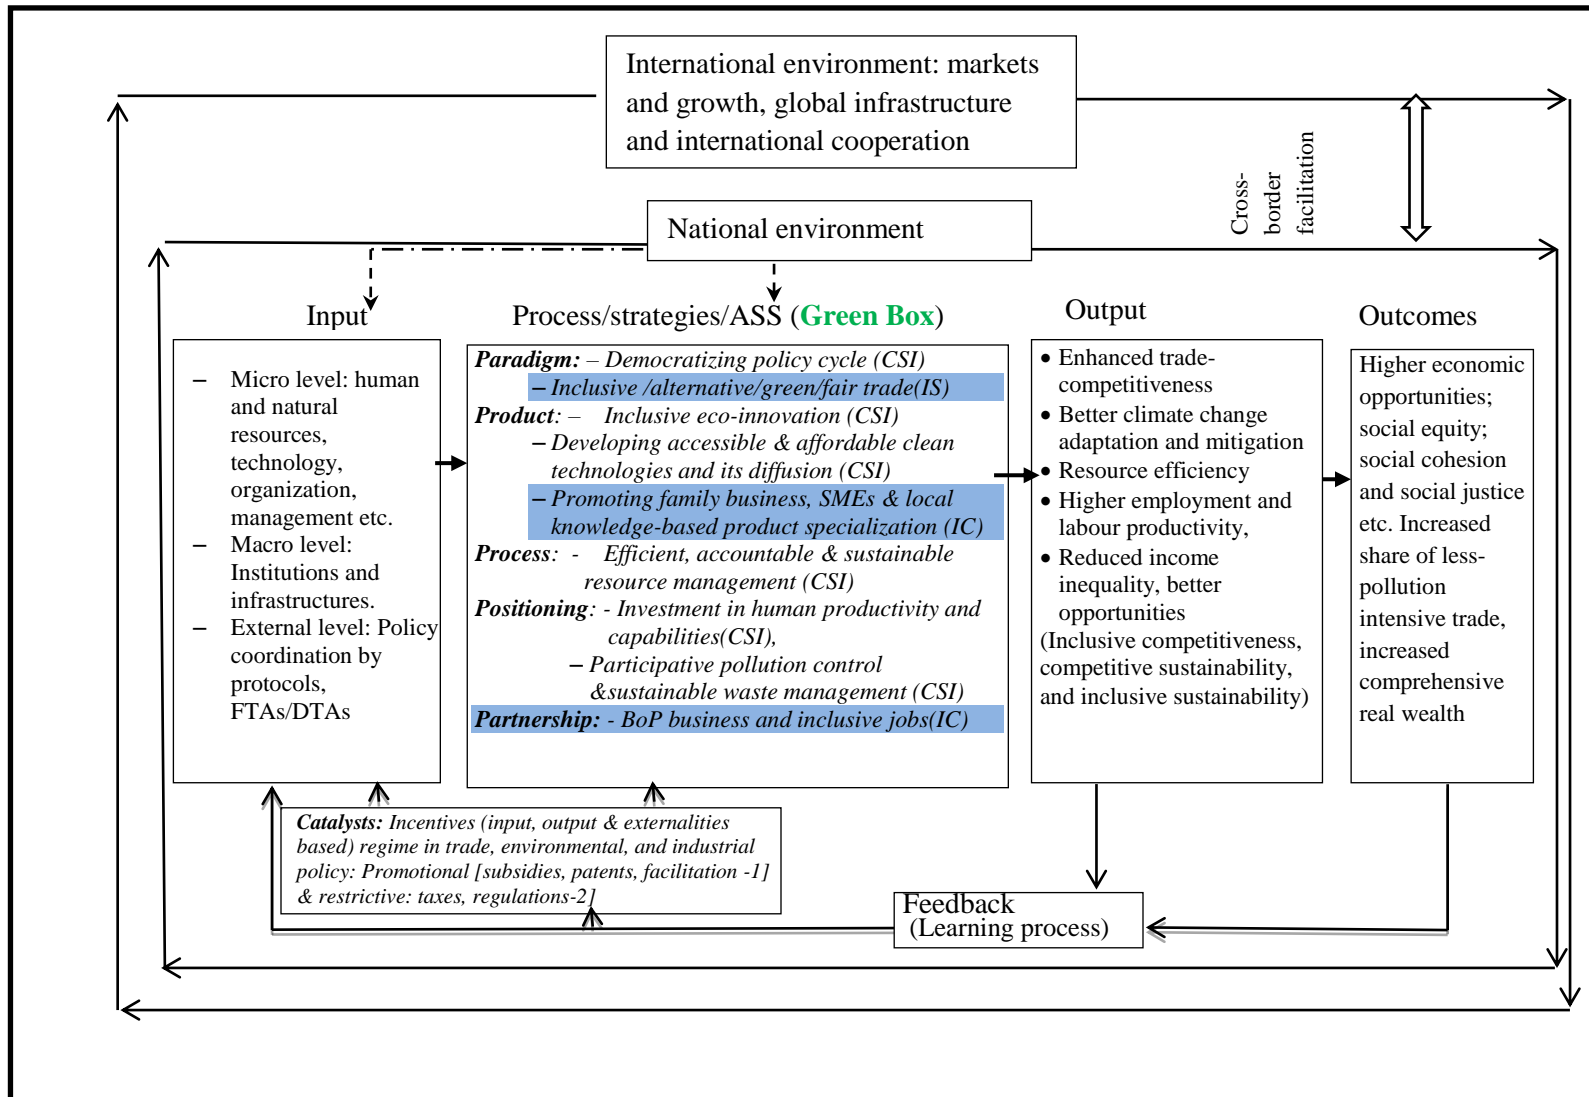 International environment: markets
and growth, global infrastructure
and international cooperation
Cross-
border
facilitation
National environment
Input
Process/strategies/ASS (Green Box)
Output
Outcomes
– Micro level: human
and natural
resources,
technology,
organization,
management etc.
– Macro level:
Institutions and
infrastructures.
– External level: Policy
coordination by
protocols,
FTAs/DTAs
Paradigm: – Democratizing policy cycle (CSI)
– Inclusive /alternative/green/fair trade(IS)
Product: – Inclusive eco-innovation (CSI)
– Developing accessible & affordable clean
technologies and its diffusion (CSI)
– Promoting family business, SMEs & local
knowledge-based product specialization (IC)
Process: - Efficient, accountable & sustainable
resource management (CSI)
Positioning: - Investment in human productivity and
capabilities(CSI),
– Participative pollution control
&sustainable waste management (CSI)
Partnership: - BoP business and inclusive jobs(IC)
• Enhanced trade-
competitiveness
• Better climate change
adaptation and mitigation
• Resource efficiency
• Higher employment and
labour productivity,
• Reduced income
inequality, better
opportunities
(Inclusive competitiveness,
competitive sustainability,
and inclusive sustainability)
Higher economic
opportunities;
social equity;
social cohesion
and social justice
etc. Increased
share of less-
pollution
intensive trade,
increased
comprehensive
real wealth
Catalysts: Incentives (input, output & externalities
based) regime in trade, environmental, and industrial
policy: Promotional [subsidies, patents, facilitation -1]
& restrictive: taxes, regulations-2]
Feedback
(Learning process)